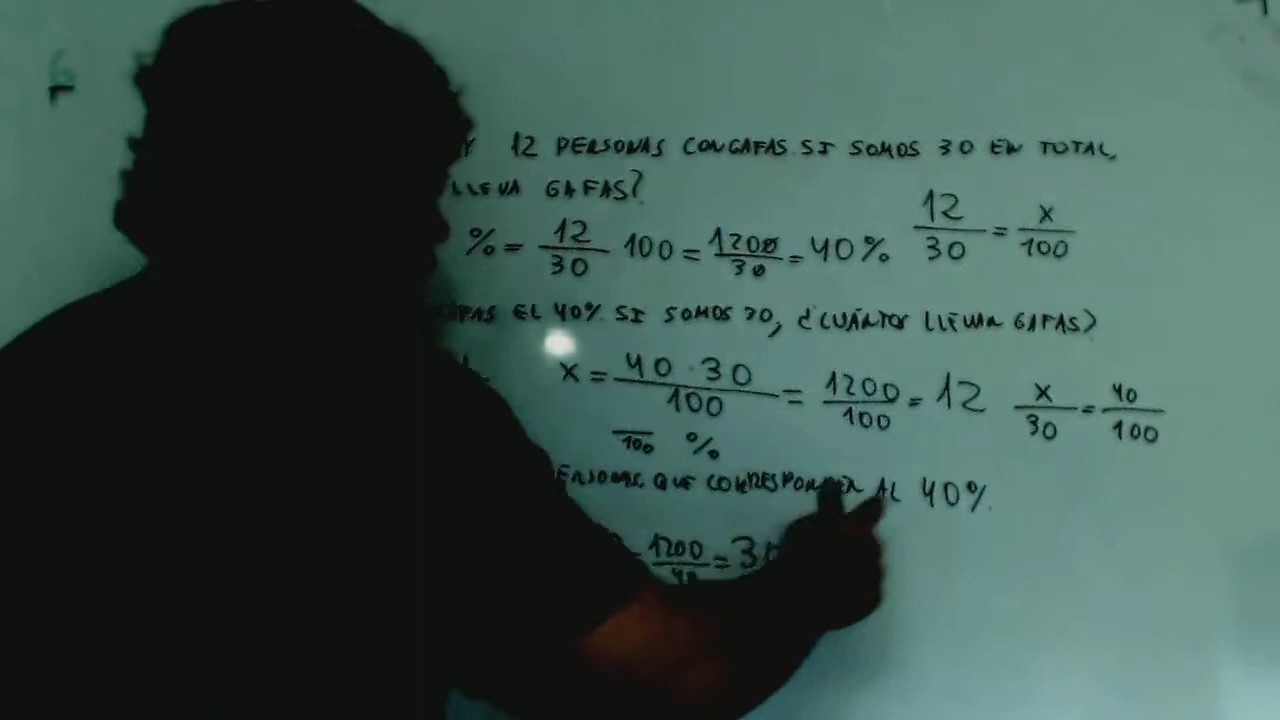 6
Y 12 PERSONAS CON GAFAS SI SOMOS 30 EN TOTAL,
LLEVA GAFAS?
% = 12/30 100 = 1200/30 = 40% 12/30 = x/100
EL 40% SI SOMOS 30, ¿CUÁNTOS LLEVAN GAFAS?
x = 40 · 30/100 = 1200/100 = 12 x/30 = 40/100
/100 %
QUE CORRESPONDEN AL 40%.
1200/40 = 30